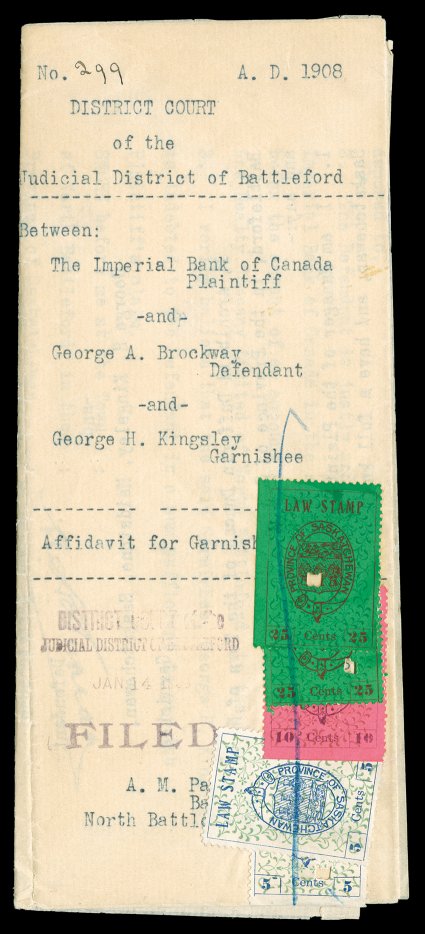 No. 299 A. D. 1908
DISTRICT COURT
of the
Judicial District of Battleford
Between:
The Imperial Bank of Canada
Plaintiff
-and-
George A. Brockway
Defendant
-and-
George H. Kingsley
Garnishee
Affidavit for Garnish
LAW STAMP
PROVINCE OF SASKATCHEWAN
25 Cents 25
25 Cents 25
10 Cents 10
DISTRICT COURT
JUDICIAL DISTRICT OF BATTLEFORD
JAN 14
FILED
A. M. Pa
Ba
North Battle
LAW STAMP
PROVINCE OF SASKATCHEWAN
5 Cents 5
5 Cents 5